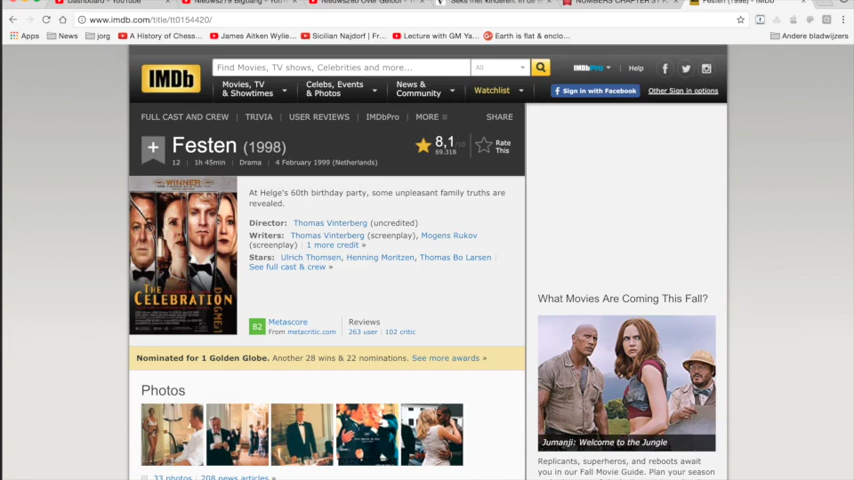 Dashboard - YouTube
Nieuws279 Biguang - You
Nieuws280 Over Geloof -
Seks met kinderen: in de
NUMBERS CHAPTER 31
Festen (1998) - IMDb
www.imdb.com/title/tt0154420/
Apps
News
jorg
A History of Chess...
James Aitken Wylie...
Sicilian Najdorf | Fre...
Lecture with GM Ya...
Earth is flat & enclo...
Andere bladwijzers
IMDb
Find Movies, TV shows, Celebrities and more...
All
IMDbPro
Help
Movies, TV
& Showtimes
Celebs, Events
& Photos
News &
Community
Watchlist
Sign in with Facebook
Other Sign in options
FULL CAST AND CREW
TRIVIA
USER REVIEWS
IMDbPro
MORE
SHARE
+ Festen (1998)
12 | 1h 45min | Drama | 4 February 1999 (Netherlands)
8,1/10
69.318
Rate
This
WINNER
THE
CELEBRATION
DOGME 1
At Helge's 60th birthday party, some unpleasant family truths are
revealed.
Director: Thomas Vinterberg (uncredited)
Writers: Thomas Vinterberg (screenplay), Mogens Rukov
(screenplay) | 1 more credit »
Stars: Ulrich Thomsen, Henning Moritzen, Thomas Bo Larsen
See full cast & crew »
82 Metascore
From metacritic.com
Reviews
263 user | 102 critic
Nominated for 1 Golden Globe. Another 28 wins & 22 nominations. See more awards »
Photos
33 photos | 208 news articles »
What Movies Are Coming This Fall?
Jumanji: Welcome to the Jungle
Replicants, superheros, and reboots await
you in our Fall Movie Guide. Plan your season